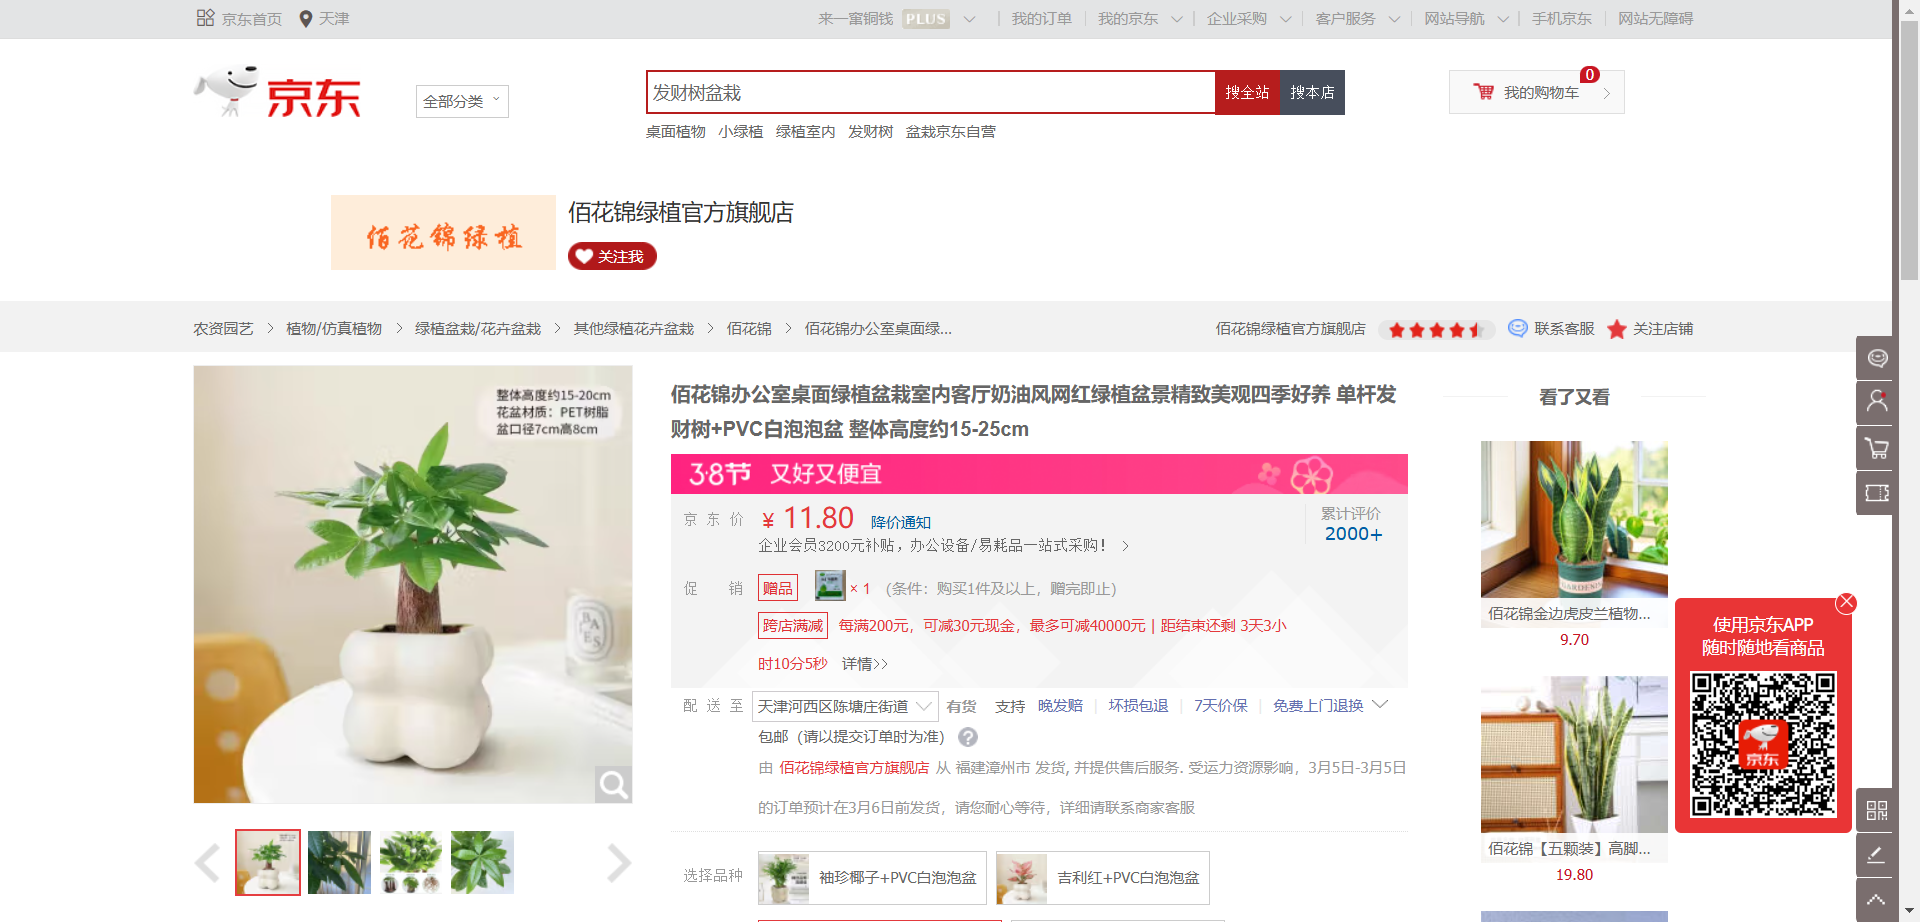 京东首页 天津
来一甯铜钱 PLUS 我的订单 我的京东 企业采购 客户服务 网站导航 手机京东 网站无障碍
京东
全部分类
发财树盆栽 搜全站 搜本店
0
我的购物车
桌面植物 小绿植 绿植室内 发财树 盆栽京东自营
佰花锦绿植
佰花锦绿植官方旗舰店
关注我
农资园艺 > 植物/仿真植物 > 绿植盆栽/花卉盆栽 > 其他绿植花卉盆栽 > 佰花锦 > 佰花锦办公室桌面绿...
佰花锦绿植官方旗舰店 联系客服 关注店铺
整体高度约15-20cm
花盆材质：PET树脂
盆口径7cm高8cm
佰花锦办公室桌面绿植盆栽室内客厅奶油风网红绿植盆景精致美观四季好养 单杆发
财树+PVC白泡泡盆 整体高度约15-25cm
3·8节 又好又便宜
京东价 ¥ 11.80 降价通知
累计评价
2000+
企业会员3200元补贴，办公设备/易耗品一站式采购！ >
促销 赠品 × 1 （条件：购买1件及以上，赠完即止）
跨店满减 每满200元，可减30元现金，最多可减40000元 | 距结束还剩 3天3小
时10分5秒 详情>>
配送至 天津河西区陈塘庄街道 有货 支持 晚发赔 坏损包退 7天价保 免费上门退换
包邮（请以提交订单时为准） ?
由 佰花锦绿植官方旗舰店 从 福建漳州市 发货, 并提供售后服务. 受运力资源影响，3月5日-3月5日
的订单预计在3月6日前发货，请您耐心等待，详细请联系商家客服
选择品种 袖珍椰子+PVC白泡泡盆 吉利红+PVC白泡泡盆
看了又看
GARDENING
佰花锦金边虎皮兰植物...
9.70
佰花锦【五颗装】高脚...
19.80
使用京东APP
随时随地看商品
京东